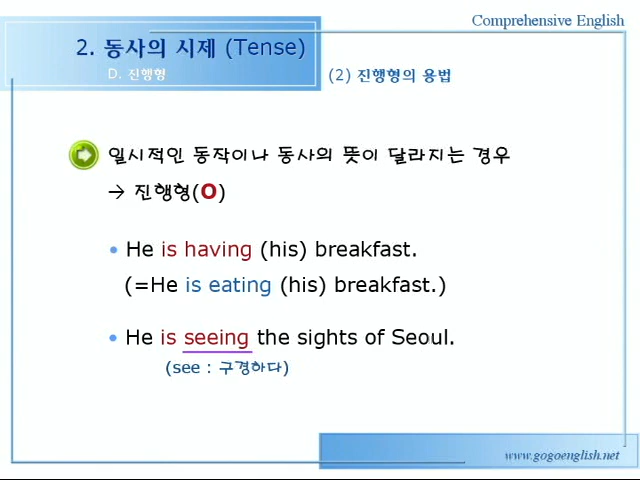 Comprehensive English
2. 동사의 시제 (Tense)
D. 진행형
(2) 진행형의 용법
일시적인 동작이나 동사의 뜻이 달라지는 경우
→ 진행형(O)
• He is having (his) breakfast.
(=He is eating (his) breakfast.)
• He is seeing the sights of Seoul.
(see : 구경하다)
www.gogoenglish.net